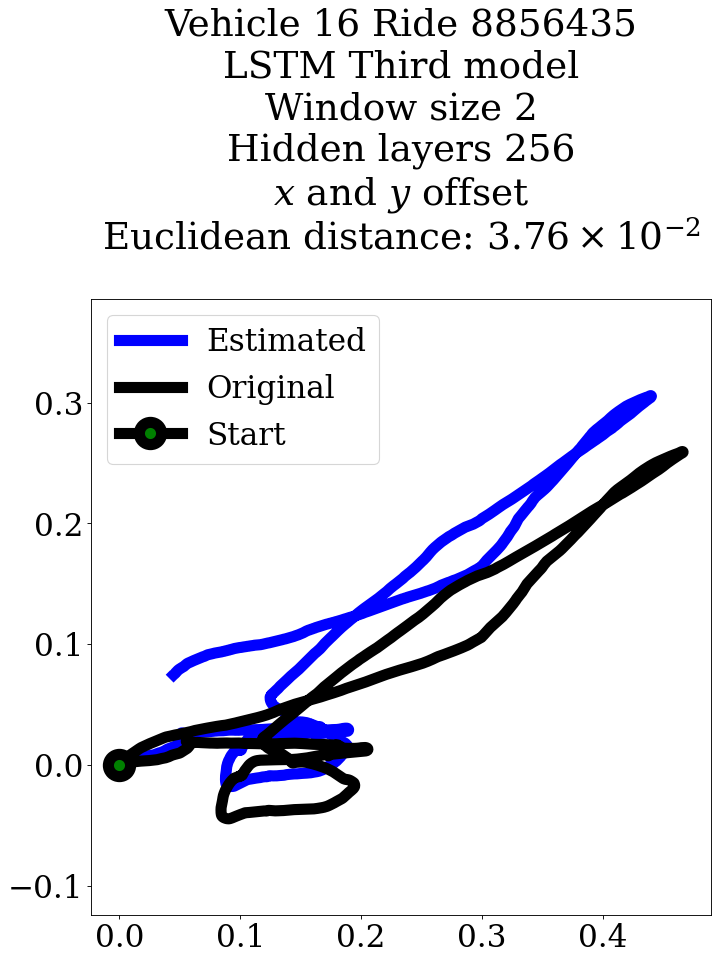 Vehicle 16 Ride 8856435
LSTM Third model
Window size 2
Hidden layers 256
x and y offset
Euclidean distance: 3.76 × 10⁻²
Estimated
Original
Start
0.3
0.2
0.1
0.0
−0.1
0.0 0.1 0.2 0.3 0.4